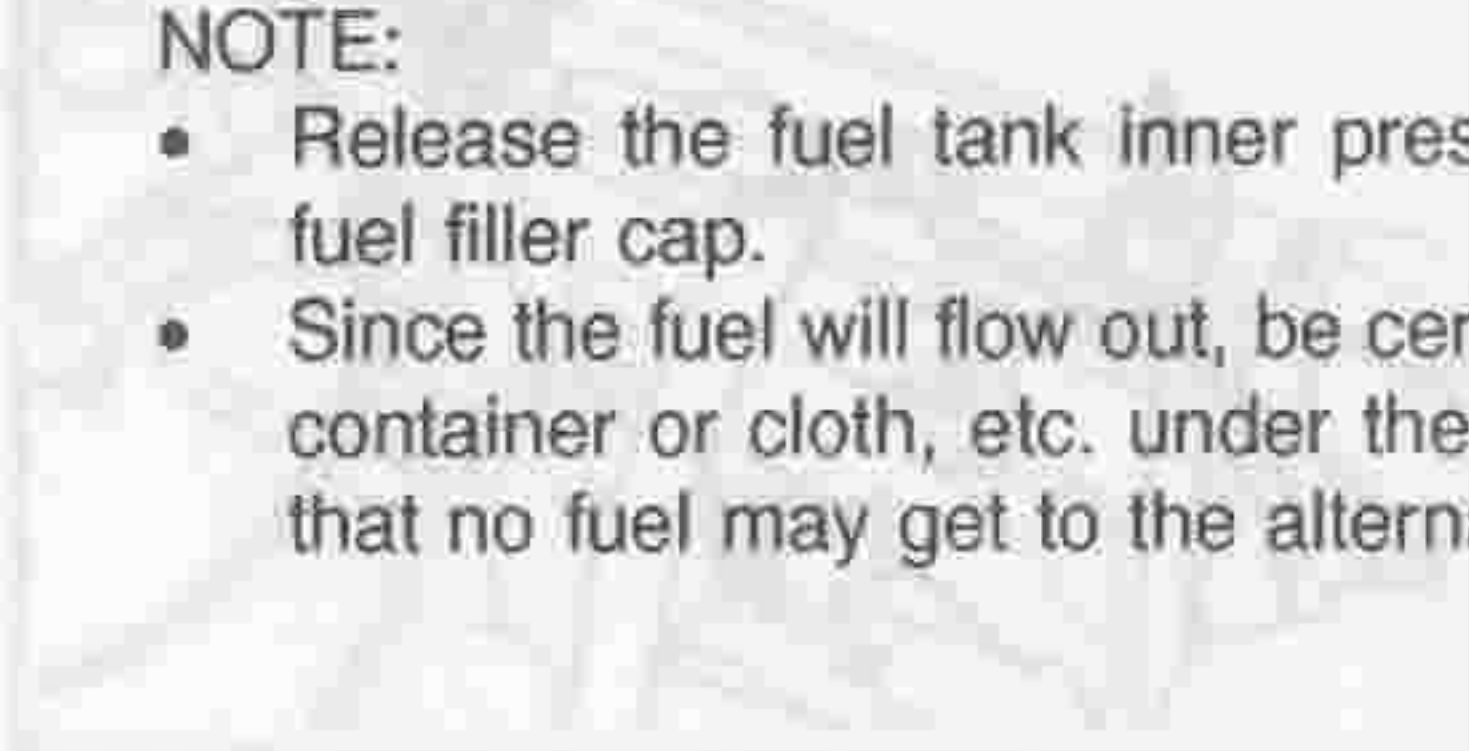 NOTE:
• Release the fuel tank inner pres
fuel filler cap.
• Since the fuel will flow out, be cer
container or cloth, etc. under the
that no fuel may get to the altern